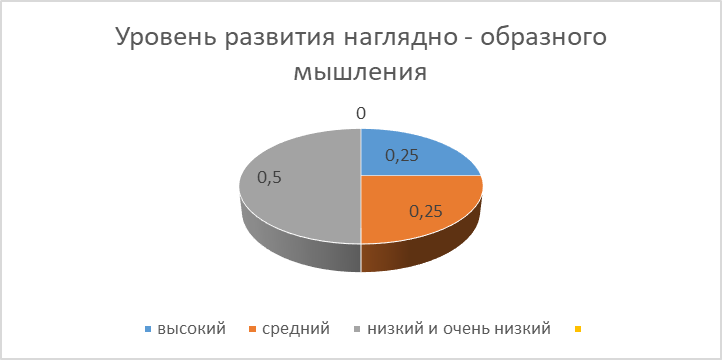 Уровень развития наглядно - образного
мышления
0
0,25
0,5
0,25
высокий средний низкий и очень низкий